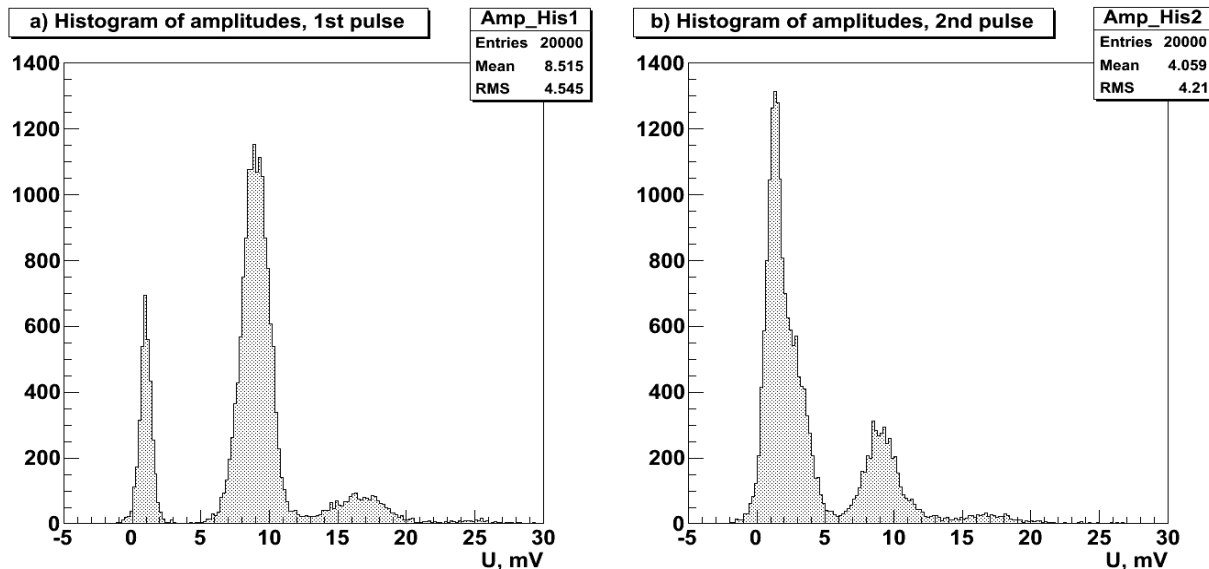 a) Histogram of amplitudes, 1st pulse
Amp_His1
Entries 20000
Mean 8.515
RMS 4.545
1400
1200
1000
800
600
400
200
0
-5 0 5 10 15 20 25 30
U, mV
b) Histogram of amplitudes, 2nd pulse
Amp_His2
Entries 20000
Mean 4.059
RMS 4.21
1400
1200
1000
800
600
400
200
0
-5 0 5 10 15 20 25 30
U, mV